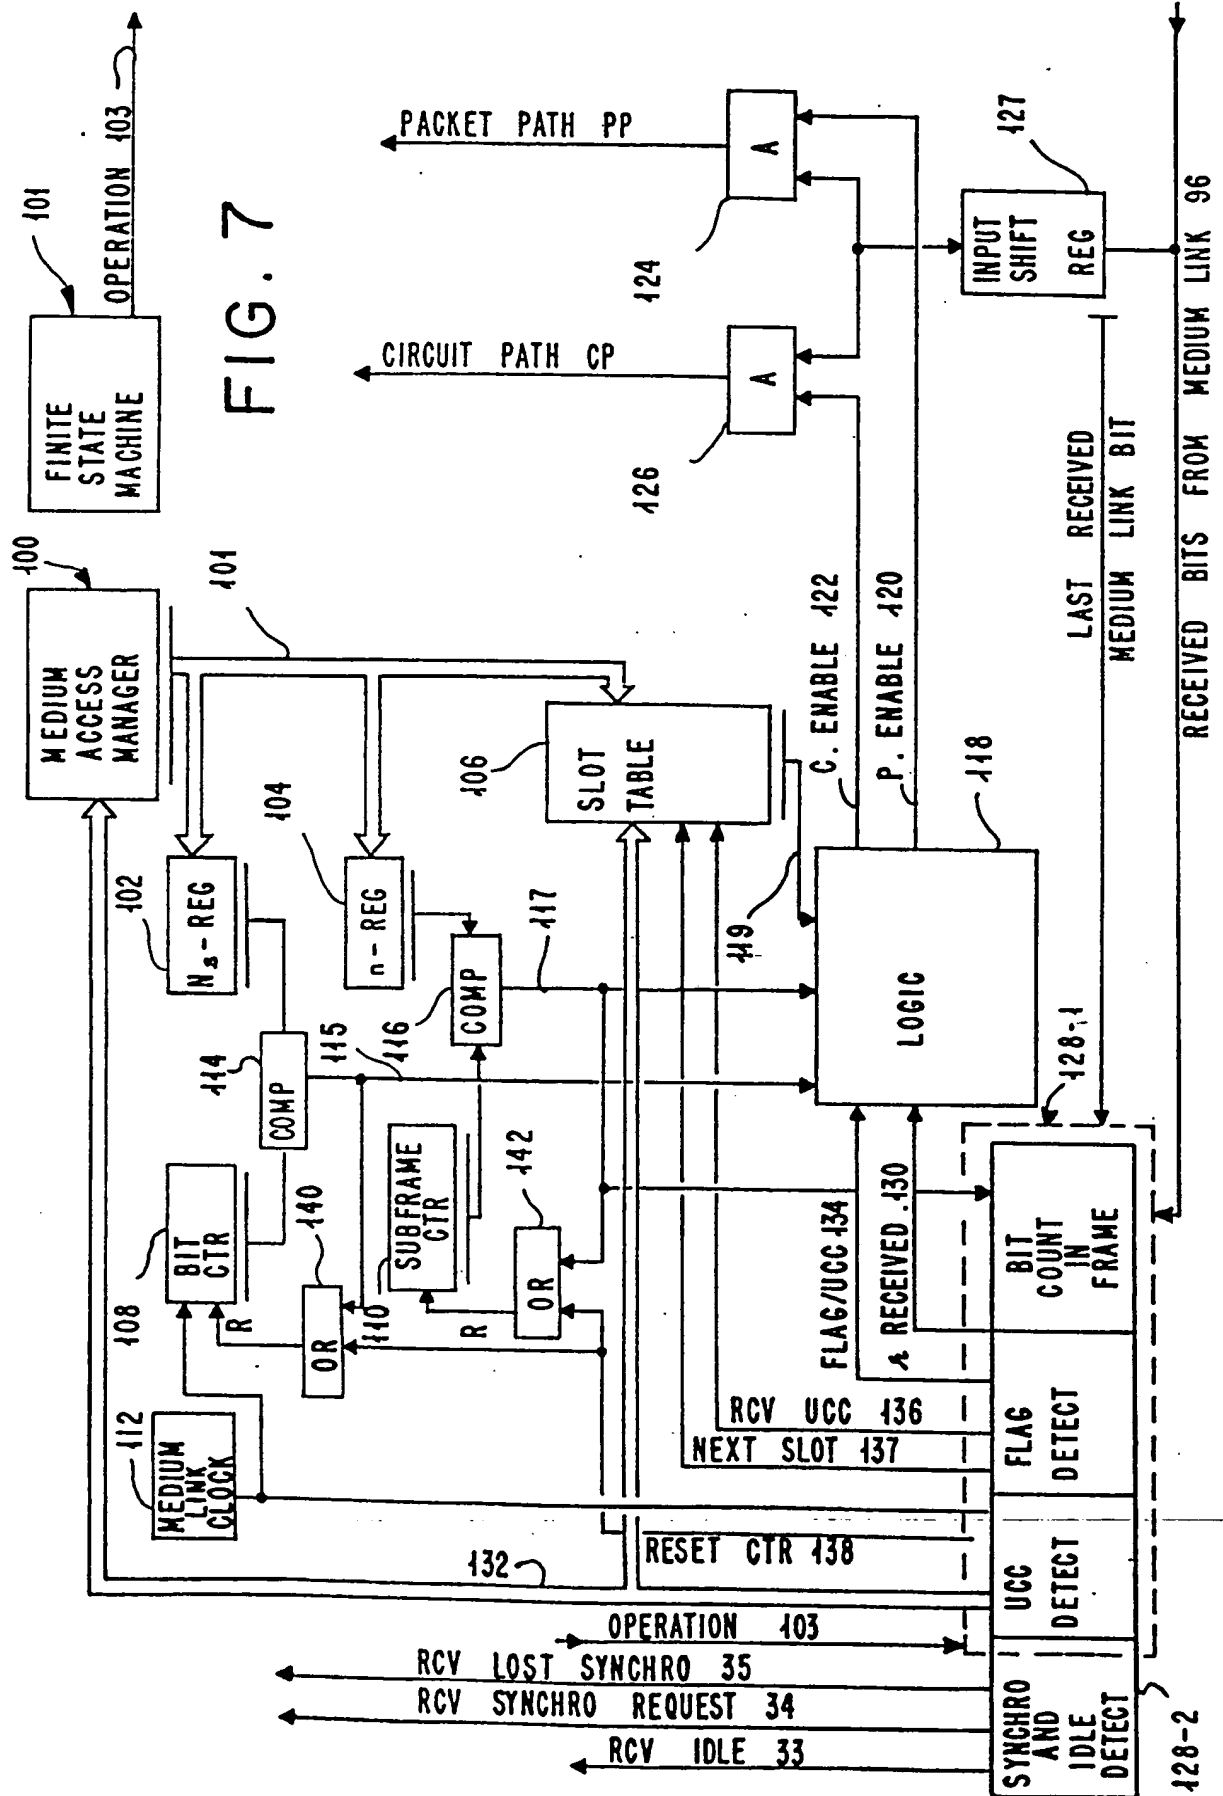 FINITE
STATE
MACHINE
101
OPERATION 103
FIG. 7
MEDIUM
ACCESS
MANAGER
100
101
Ns-REG
102
n-REG
104
SLOT
TABLE
106
BIT
CTR
108
R
COMP
114
115
COMP
116
117
MEDIUM
LINK
CLOCK
112
OR
140
SUBFRAME
CTR
110
R
OR
142
132
119
LOGIC
118
C. ENABLE 122
P. ENABLE 120
CIRCUIT PATH CP
A
126
PACKET PATH PP
A
124
INPUT
SHIFT
REG
127
LAST RECEIVED
MEDIUM LINK BIT
RECEIVED BITS FROM MEDIUM LINK 96
FLAG/UCC 134
s RECEIVED 130
RCV UCC 136
NEXT SLOT 137
RESET CTR 138
OPERATION 103
RCV LOST SYNCHRO 35
RCV SYNCHRO REQUEST 34
RCV IDLE 33
SYNCHRO
AND
IDLE
DETECT
UCC
DETECT
FLAG
DETECT
BIT
COUNT
IN
FRAME
128-1
128-2